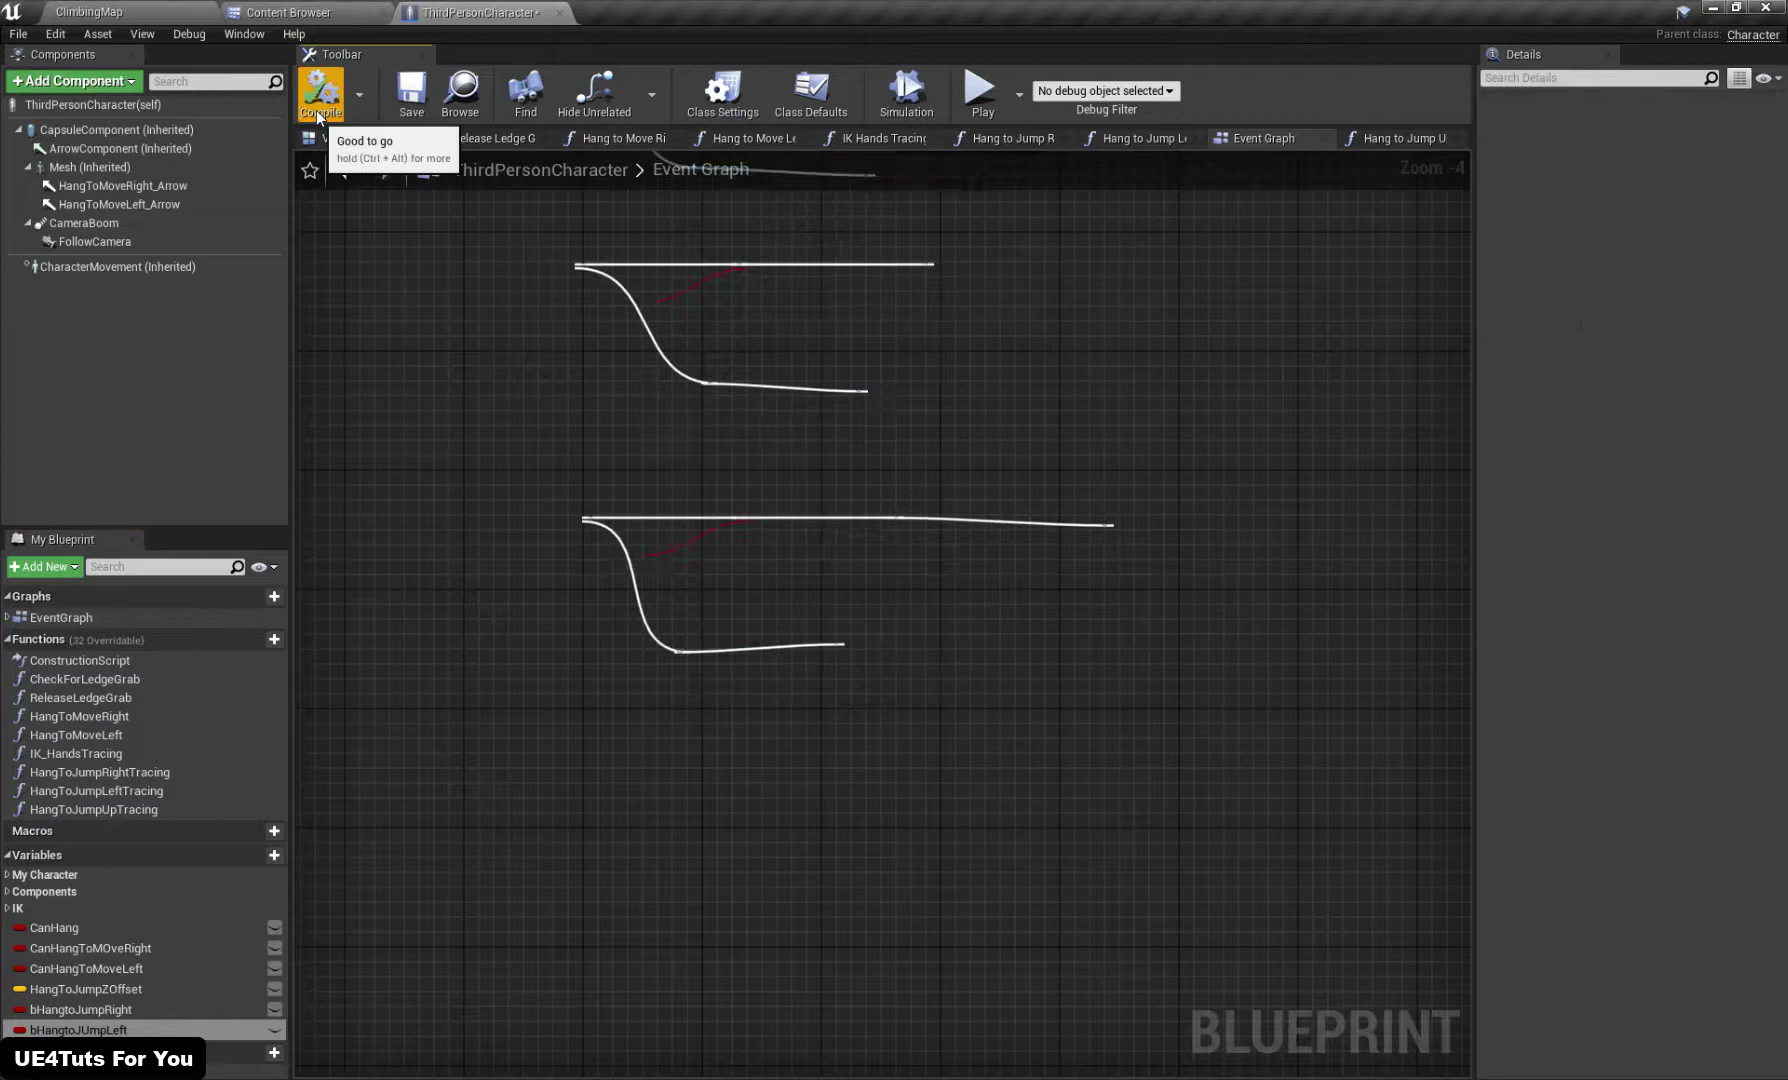 ClimbingMap
Content Browser
ThirdPersonCharacter*
File Edit Asset View Debug Window Help
Parent class: Character
Components
Toolbar
Details
+Add Component
Search
Compile
Save
Browse
Find
Hide Unrelated
Class Settings
Class Defaults
Simulation
Play
No debug object selected
Debug Filter
Search Details
ThirdPersonCharacter(self)
CapsuleComponent (Inherited)
ArrowComponent (Inherited)
Mesh (Inherited)
HangToMoveRight_Arrow
HangToMoveLeft_Arrow
CameraBoom
FollowCamera
CharacterMovement (Inherited)
V
elease Ledge G
Hang to Move Ri
Hang to Move Le
IK Hands Tracing
Hang to Jump R
Hang to Jump Le
Event Graph
Hang to Jump U
Good to go
hold (Ctrl + Alt) for more
hirdPersonCharacter > Event Graph
Zoom -4
My Blueprint
+Add New
Search
Graphs
EventGraph
Functions (32 Overridable)
ConstructionScript
CheckForLedgeGrab
ReleaseLedgeGrab
HangToMoveRight
HangToMoveLeft
IK_HandsTracing
HangToJumpRightTracing
HangToJumpLeftTracing
HangToJumpUpTracing
Macros
Variables
My Character
Components
IK
CanHang
CanHangToMOveRight
CanHangToMoveLeft
HangToJumpZOffset
bHangtoJumpRight
bHangtoJUmpLeft
UE4Tuts For You
BLUEPRINT